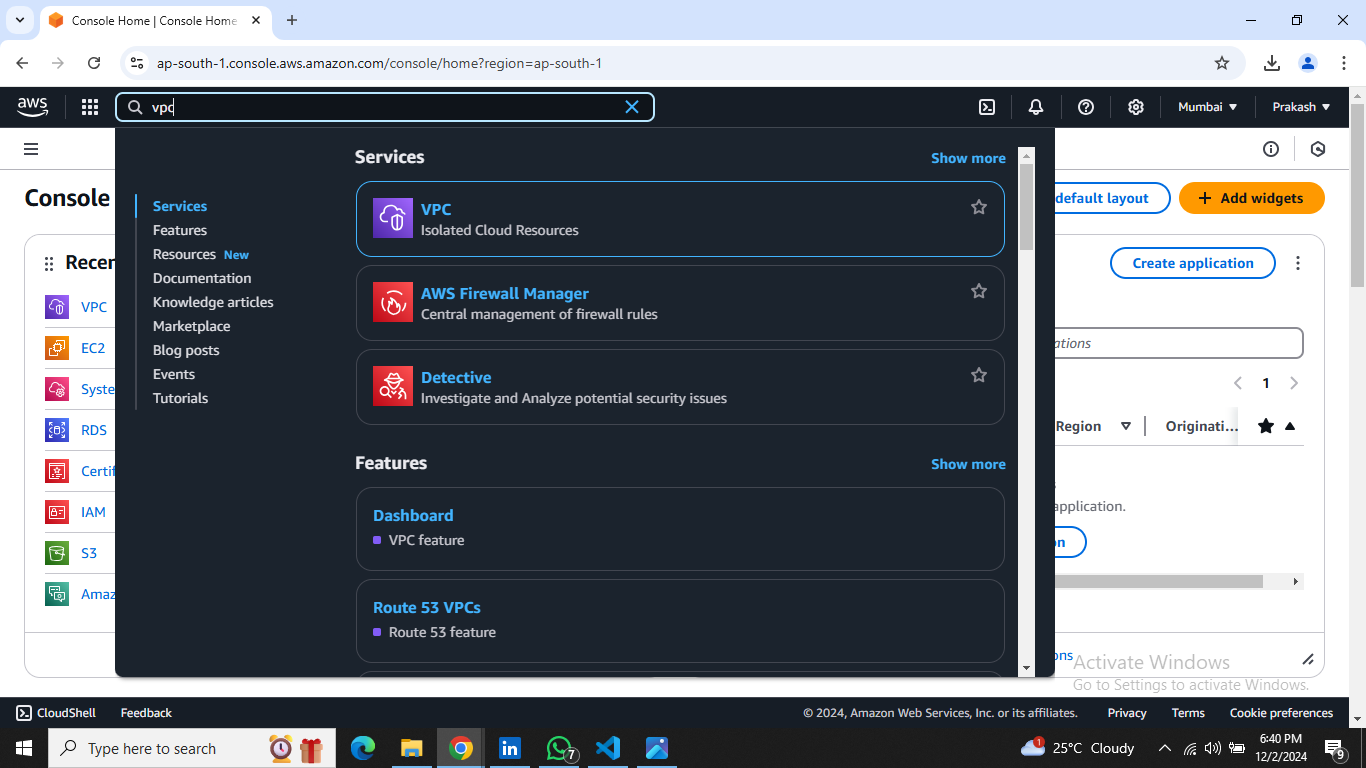 Console Home | Console Home
ap-south-1.console.aws.amazon.com/console/home?region=ap-south-1
aws
vpc
Mumbai
Prakash
Services
Show more
Console
default layout
Add widgets
Services
Features
Resources New
Documentation
Knowledge articles
Marketplace
Blog posts
Events
Tutorials
VPC
Isolated Cloud Resources
AWS Firewall Manager
Central management of firewall rules
Detective
Investigate and Analyze potential security issues
Features
Show more
Dashboard
VPC feature
Route 53 VPCs
Route 53 feature
Recen
VPC
EC2
Syste
RDS
Certif
IAM
S3
Amaz
Create application
ations
1
Region
Originati...
application.
on
ons
Activate Windows
Go to Settings to activate Windows.
CloudShell
Feedback
© 2024, Amazon Web Services, Inc. or its affiliates.
Privacy
Terms
Cookie preferences
Type here to search
7
1
25°C Cloudy
6:40 PM
12/2/2024
9